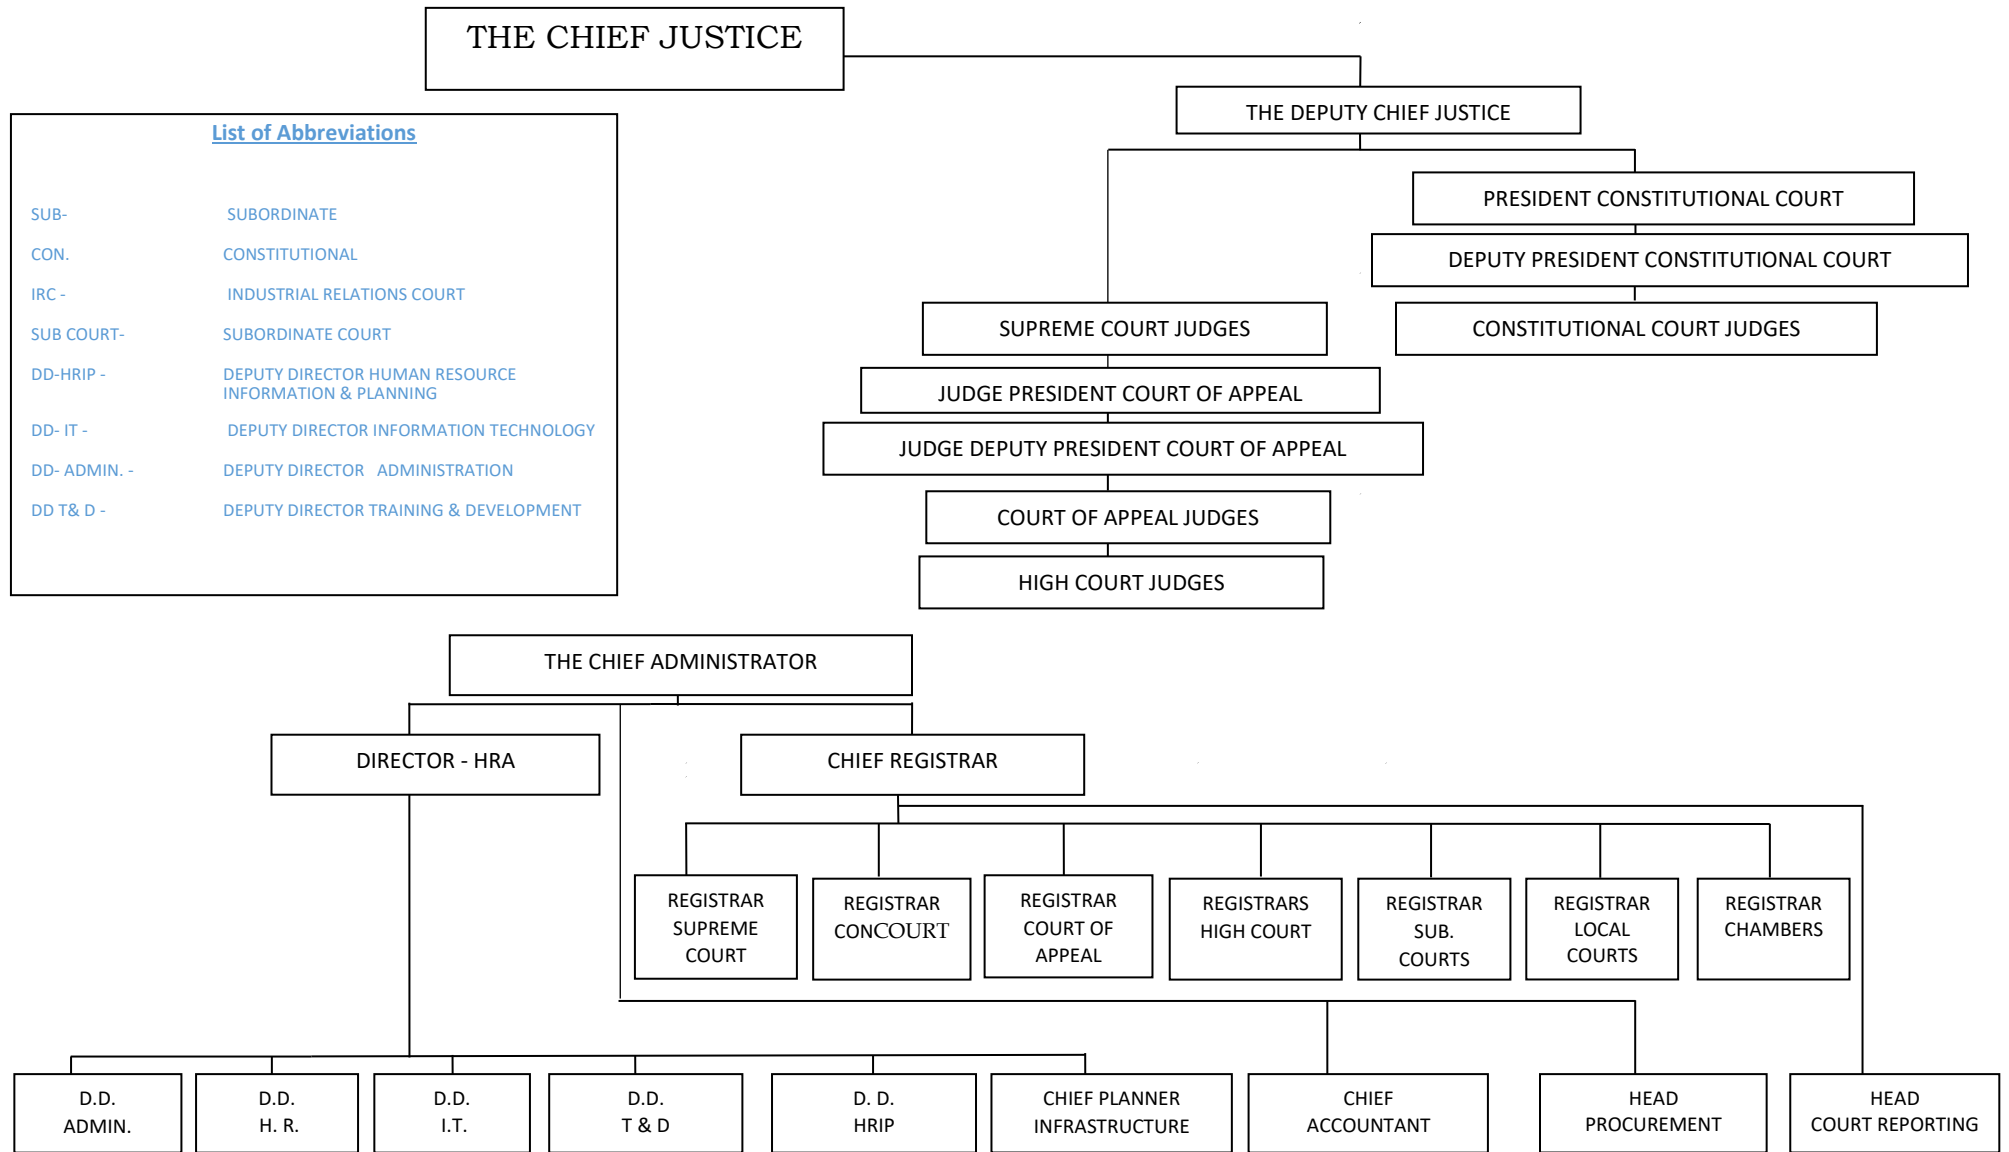 THE CHIEF JUSTICE
THE DEPUTY CHIEF JUSTICE
List of Abbreviations
SUB- SUBORDINATE
CON. CONSTITUTIONAL
IRC - INDUSTRIAL RELATIONS COURT
SUB COURT- SUBORDINATE COURT
DD-HRIP - DEPUTY DIRECTOR HUMAN RESOURCE
INFORMATION & PLANNING
DD- IT - DEPUTY DIRECTOR INFORMATION TECHNOLOGY
DD- ADMIN. - DEPUTY DIRECTOR ADMINISTRATION
DD T& D - DEPUTY DIRECTOR TRAINING & DEVELOPMENT
PRESIDENT CONSTITUTIONAL COURT
DEPUTY PRESIDENT CONSTITUTIONAL COURT
CONSTITUTIONAL COURT JUDGES
SUPREME COURT JUDGES
JUDGE PRESIDENT COURT OF APPEAL
JUDGE DEPUTY PRESIDENT COURT OF APPEAL
COURT OF APPEAL JUDGES
HIGH COURT JUDGES
THE CHIEF ADMINISTRATOR
DIRECTOR - HRA
CHIEF REGISTRAR
REGISTRAR
SUPREME
COURT
REGISTRAR
CONCOURT
REGISTRAR
COURT OF
APPEAL
REGISTRARS
HIGH COURT
REGISTRAR
SUB.
COURTS
REGISTRAR
LOCAL
COURTS
REGISTRAR
CHAMBERS
D.D.
ADMIN.
D.D.
H. R.
D.D.
I.T.
D.D.
T & D
D. D.
HRIP
CHIEF PLANNER
INFRASTRUCTURE
CHIEF
ACCOUNTANT
HEAD
PROCUREMENT
HEAD
COURT REPORTING